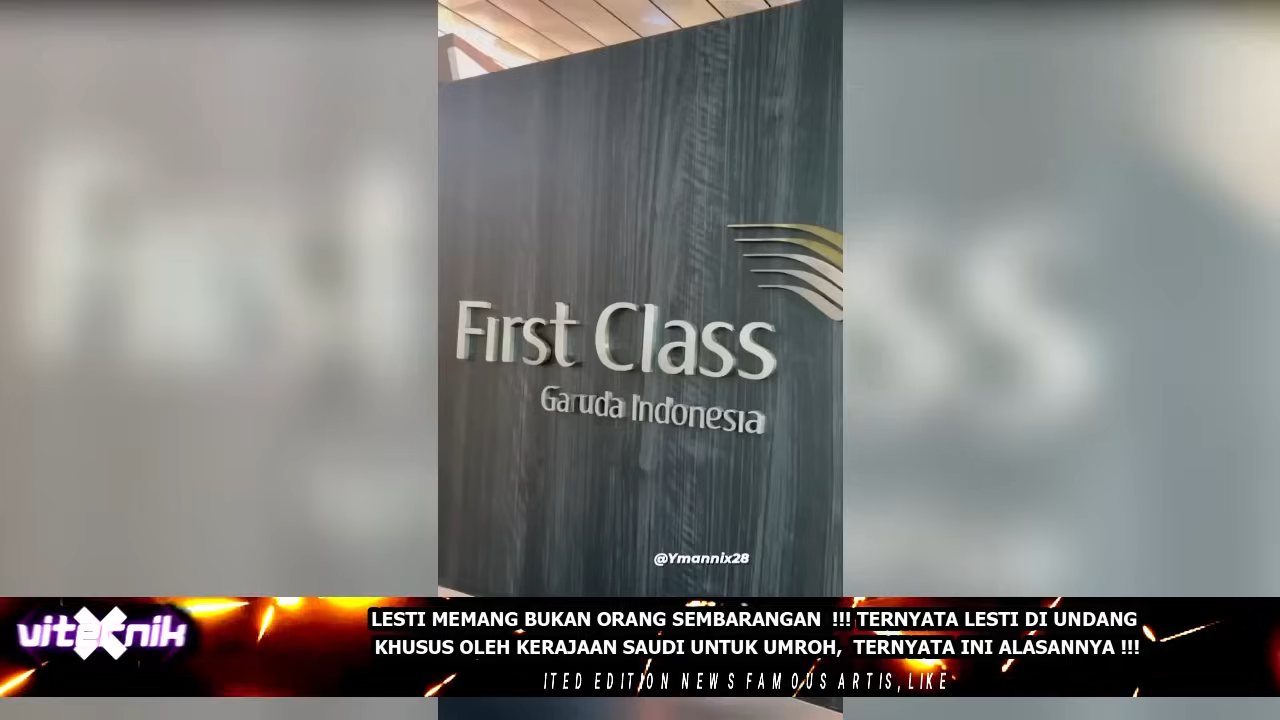 First Class
Garuda Indonesia
@Ymannix28
viteXnik
LESTI MEMANG BUKAN ORANG SEMBARANGAN !!! TERNYATA LESTI DI UNDANG
KHUSUS OLEH KERAJAAN SAUDI UNTUK UMROH, TERNYATA INI ALASANNYA !!!
ITED EDITION NEWS FAMOUS ARTIS, LIKE